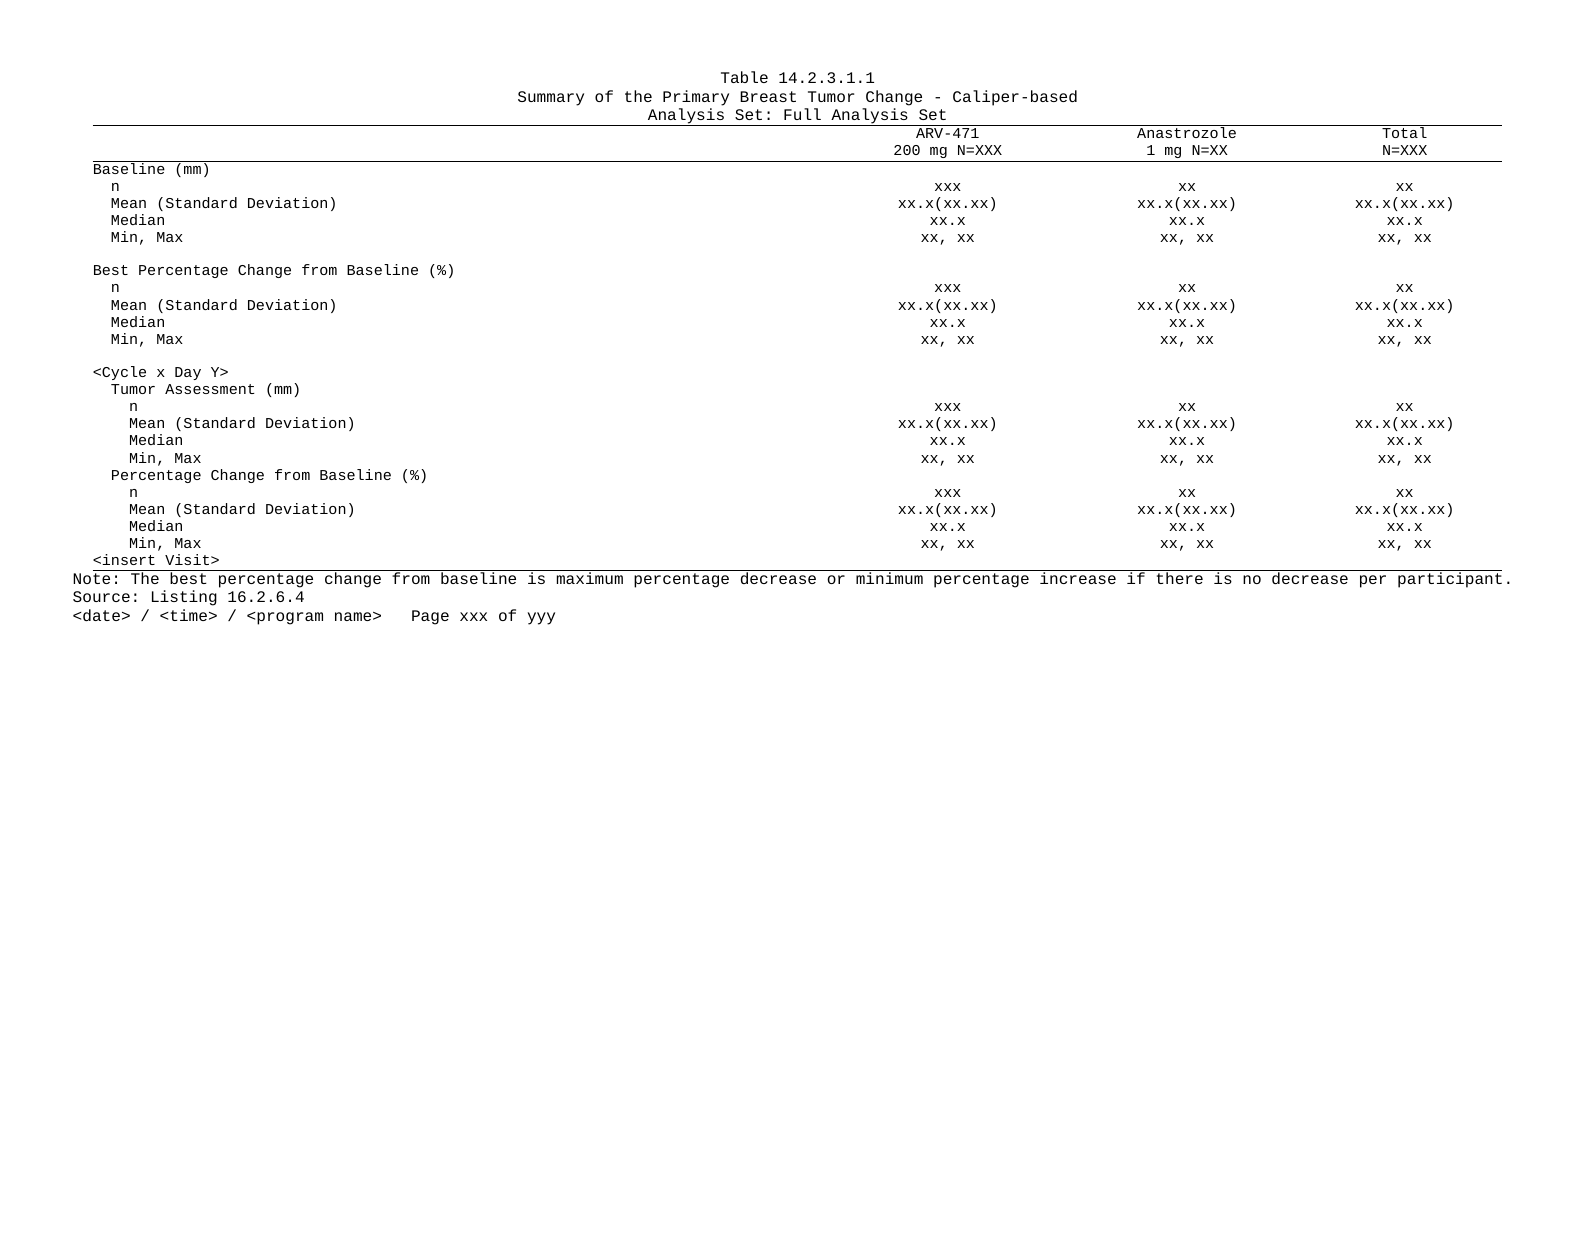 Table 14.2.3.1.1
Summary of the Primary Breast Tumor Change - Caliper-based
Analysis Set: Full Analysis Set
ARV-471 Anastrozole Total
200 mg N=XXX 1 mg N=XX N=XXX
Baseline (mm)
n xxx xx xx
Mean (Standard Deviation) xx.x(xx.xx) xx.x(xx.xx) xx.x(xx.xx)
Median xx.x xx.x xx.x
Min, Max xx, xx xx, xx xx, xx
Best Percentage Change from Baseline (%)
n xxx xx xx
Mean (Standard Deviation) xx.x(xx.xx) xx.x(xx.xx) xx.x(xx.xx)
Median xx.x xx.x xx.x
Min, Max xx, xx xx, xx xx, xx
<Cycle x Day Y>
Tumor Assessment (mm)
n xxx xx xx
Mean (Standard Deviation) xx.x(xx.xx) xx.x(xx.xx) xx.x(xx.xx)
Median xx.x xx.x xx.x
Min, Max xx, xx xx, xx xx, xx
Percentage Change from Baseline (%)
n xxx xx xx
Mean (Standard Deviation) xx.x(xx.xx) xx.x(xx.xx) xx.x(xx.xx)
Median xx.x xx.x xx.x
Min, Max xx, xx xx, xx xx, xx
<insert Visit>
Note: The best percentage change from baseline is maximum percentage decrease or minimum percentage increase if there is no decrease per participant.
Source: Listing 16.2.6.4
<date> / <time> / <program name> Page xxx of yyy